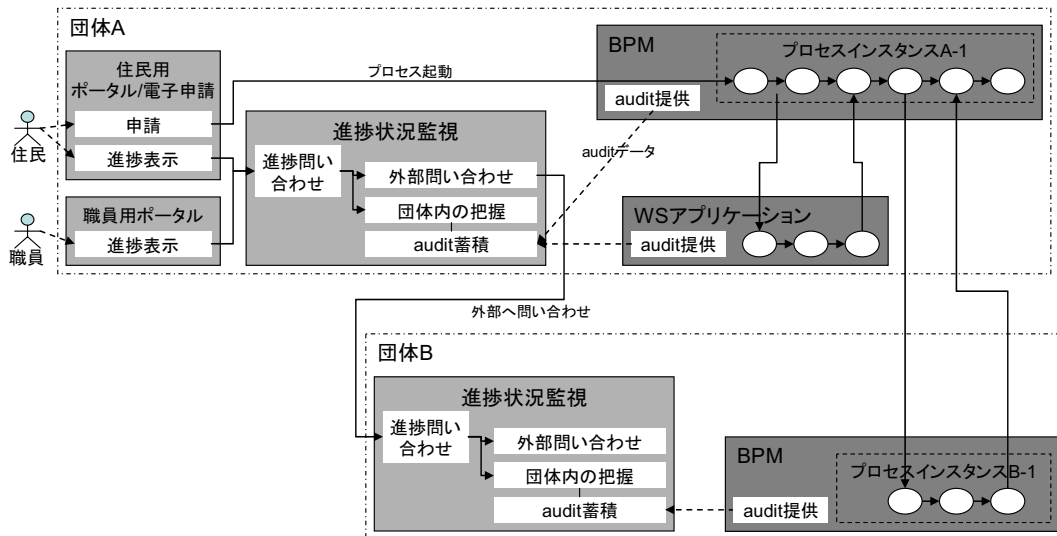 団体A
住民用
ポータル/電子申請
申請
進捗表示
住民
職員用ポータル
進捗表示
職員
プロセス起動
進捗状況監視
進捗問い
合わせ
外部問い合わせ
団体内の把握
audit蓄積
BPM
プロセスインスタンスA-1
audit提供
auditデータ
WSアプリケーション
audit提供
外部へ問い合わせ
団体B
進捗状況監視
進捗問い
合わせ
外部問い合わせ
団体内の把握
audit蓄積
BPM
プロセスインスタンスB-1
audit提供